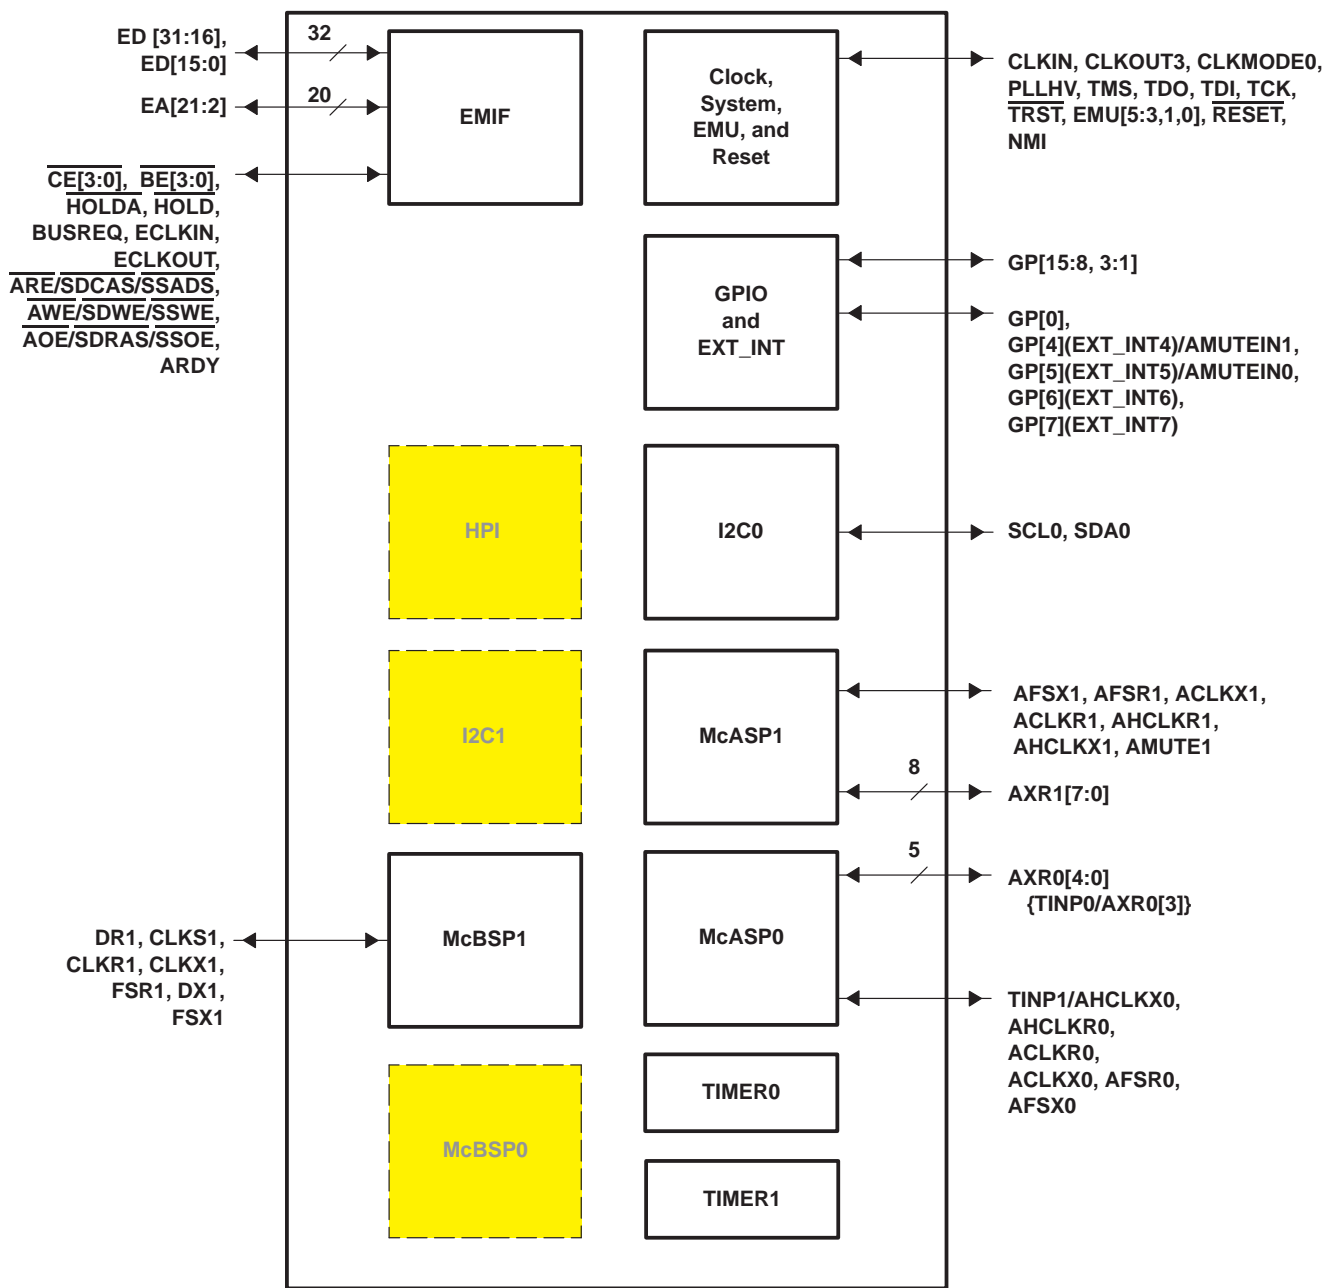 ED [31:16],
ED[15:0]
32
EA[21:2]
20
CE[3:0], BE[3:0],
HOLDA, HOLD,
BUSREQ, ECLKIN,
ECLKOUT,
ARE/SDCAS/SSADS,
AWE/SDWE/SSWE,
AOE/SDRAS/SSOE,
ARDY
EMIF
Clock,
System,
EMU, and
Reset
CLKIN, CLKOUT3, CLKMODE0,
PLLHV, TMS, TDO, TDI, TCK,
TRST, EMU[5:3,1,0], RESET,
NMI
GPIO
and
EXT_INT
GP[15:8, 3:1]
GP[0],
GP[4](EXT_INT4)/AMUTEIN1,
GP[5](EXT_INT5)/AMUTEIN0,
GP[6](EXT_INT6),
GP[7](EXT_INT7)
HPI
I2C0
SCL0, SDA0
I2C1
McASP1
AFSX1, AFSR1, ACLKX1,
ACLKR1, AHCLKR1,
AHCLKX1, AMUTE1
8
AXR1[7:0]
DR1, CLKS1,
CLKR1, CLKX1,
FSR1, DX1,
FSX1
McBSP1
McASP0
5
AXR0[4:0]
{TINP0/AXR0[3]}
TINP1/AHCLKX0,
AHCLKR0,
ACLKR0,
ACLKX0, AFSR0,
AFSX0
McBSP0
TIMER0
TIMER1